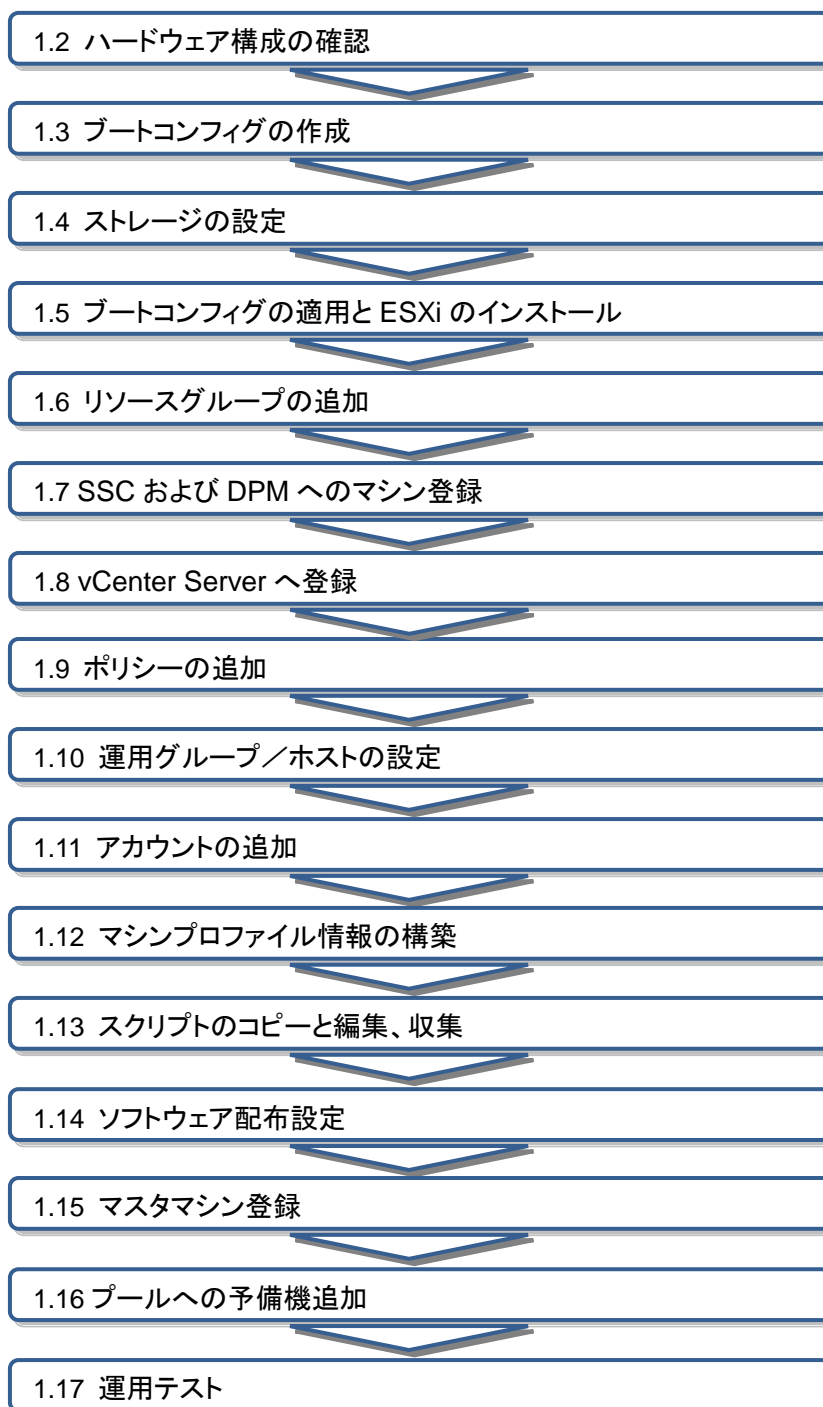 1.2 ハードウェア構成の確認
1.3 ブートコンフィグの作成
1.4 ストレージの設定
1.5 ブートコンフィグの適用と ESXi のインストール
1.6 リソースグループの追加
1.7 SSC および DPM へのマシン登録
1.8 vCenter Server へ登録
1.9 ポリシーの追加
1.10 運用グループ／ホストの設定
1.11 アカウントの追加
1.12 マシンプロファイル情報の構築
1.13 スクリプトのコピーと編集、収集
1.14 ソフトウェア配布設定
1.15 マスタマシン登録
1.16 プールへの予備機追加
1.17 運用テスト